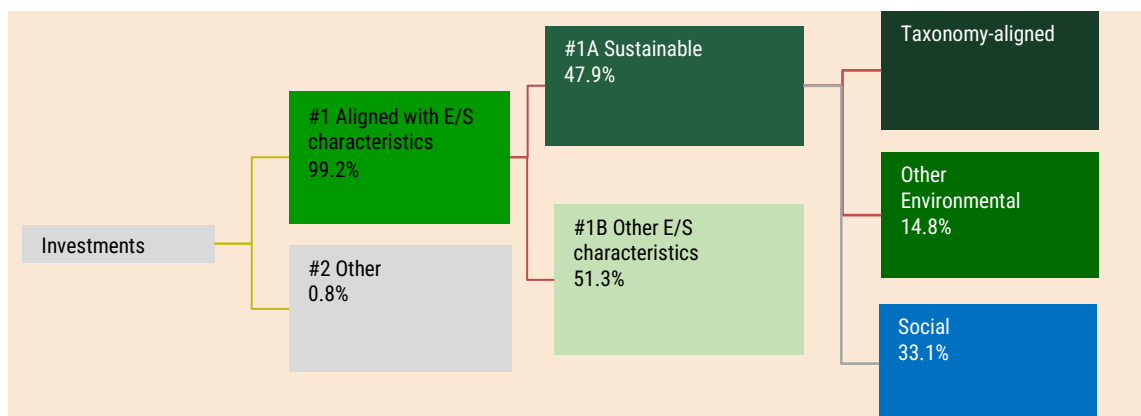 Investments
#1 Aligned with E/S
characteristics
99.2%
#2 Other
0.8%
#1A Sustainable
47.9%
#1B Other E/S
characteristics
51.3%
Taxonomy-aligned
Other
Environmental
14.8%
Social
33.1%